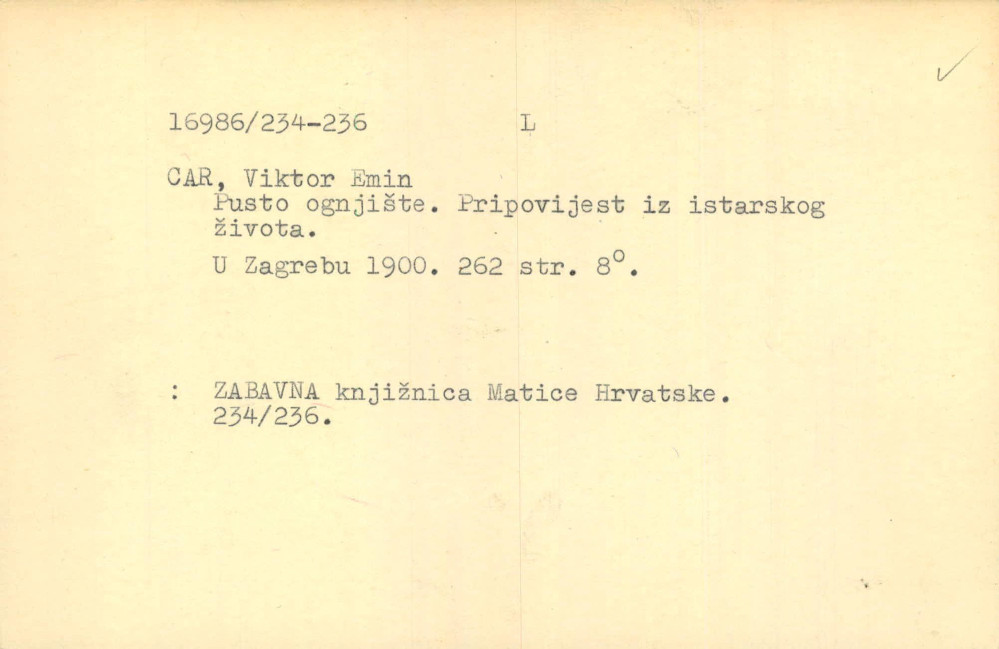 16986/234-236 L
CAR, Viktor Emin
Pusto ognjište. Pripovijest iz istarskog
života.
U Zagrebu 1900. 262 str. 8°.
: ZABAVNA knjižnica Matice Hrvatske.
234/236.